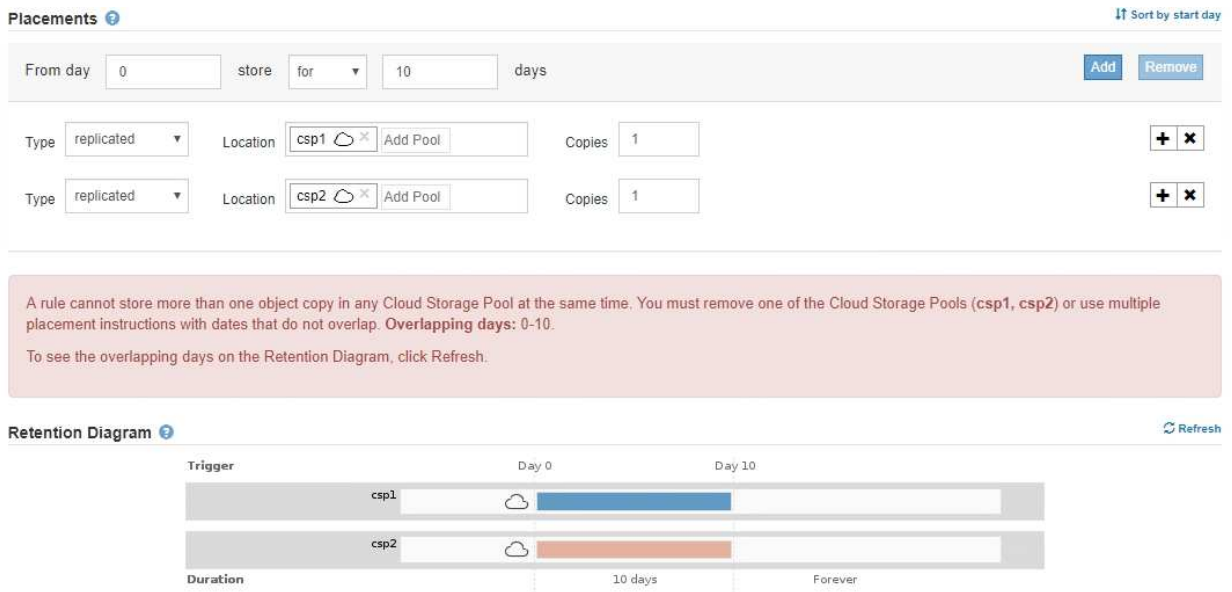 Placements
Sort by start day
From day 0 store for 10 days Add Remove
Type replicated Location csp1 Add Pool Copies 1
Type replicated Location csp2 Add Pool Copies 1
A rule cannot store more than one object copy in any Cloud Storage Pool at the same time. You must remove one of the Cloud Storage Pools (csp1, csp2) or use multiple
placement instructions with dates that do not overlap. Overlapping days: 0-10.
To see the overlapping days on the Retention Diagram, click Refresh.
Retention Diagram
Refresh
Trigger Day 0 Day 10
csp1
csp2
Duration 10 days Forever